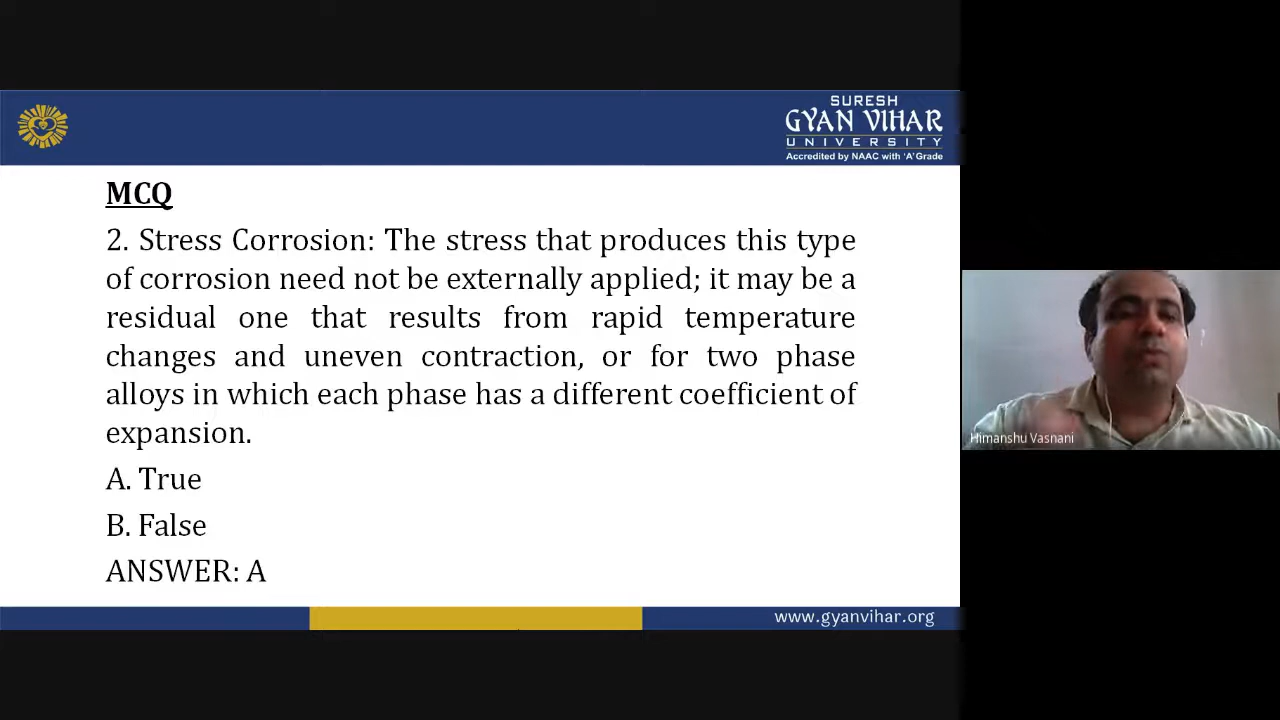 SURESH
GYAN VIHAR
UNIVERSITY
Accredited by NAAC with 'A' Grade
MCQ
2. Stress Corrosion: The stress that produces this type
of corrosion need not be externally applied; it may be a
residual one that results from rapid temperature
changes and uneven contraction, or for two phase
alloys in which each phase has a different coefficient of
expansion.
A. True
B. False
ANSWER: A
Himanshu Vasnani
www.gyanvihar.org